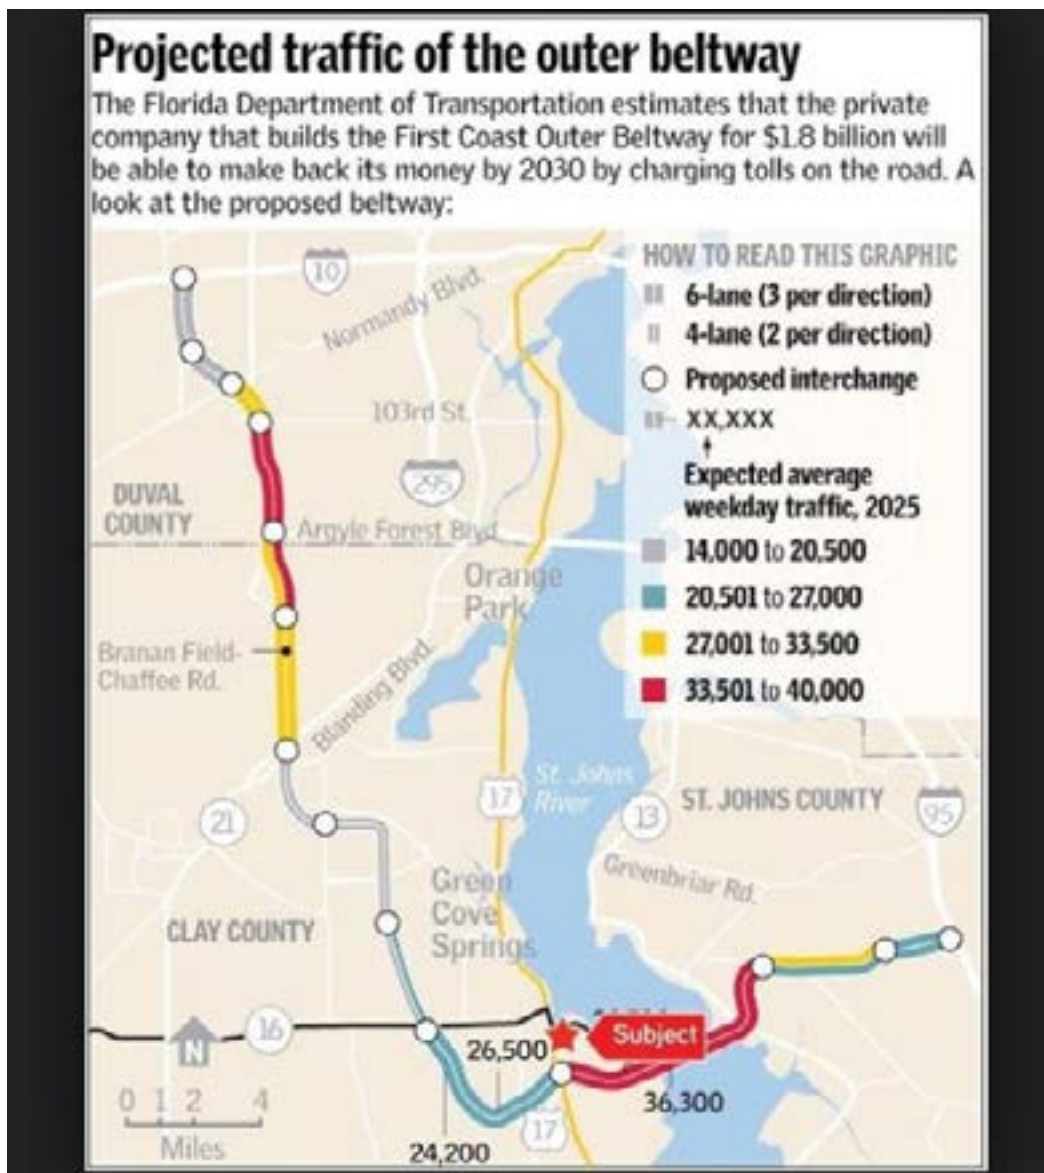 Projected traffic of the outer beltway
The Florida Department of Transportation estimates that the private
company that builds the First Coast Outer Beltway for $1.8 billion will
be able to make back its money by 2030 by charging tolls on the road. A
look at the proposed beltway:
HOW TO READ THIS GRAPHIC
6-lane (3 per direction)
4-lane (2 per direction)
Proposed interchange
XX,XXX
Expected average
weekday traffic, 2025
14,000 to 20,500
20,501 to 27,000
27,001 to 33,500
33,501 to 40,000
10
Normandy Blvd.
103rd St.
295
DUVAL
COUNTY
Argyle Forest Blvd
Orange
Park
Branan Field-
Chaffee Rd.
Blanding Blvd.
17
St. Johns
River
13
ST. JOHNS COUNTY
95
21
Greenbriar Rd.
Green
Cove
Springs
CLAY COUNTY
16
N
Subject
26,500
36,300
0 1 2 4
Miles
17
24,200